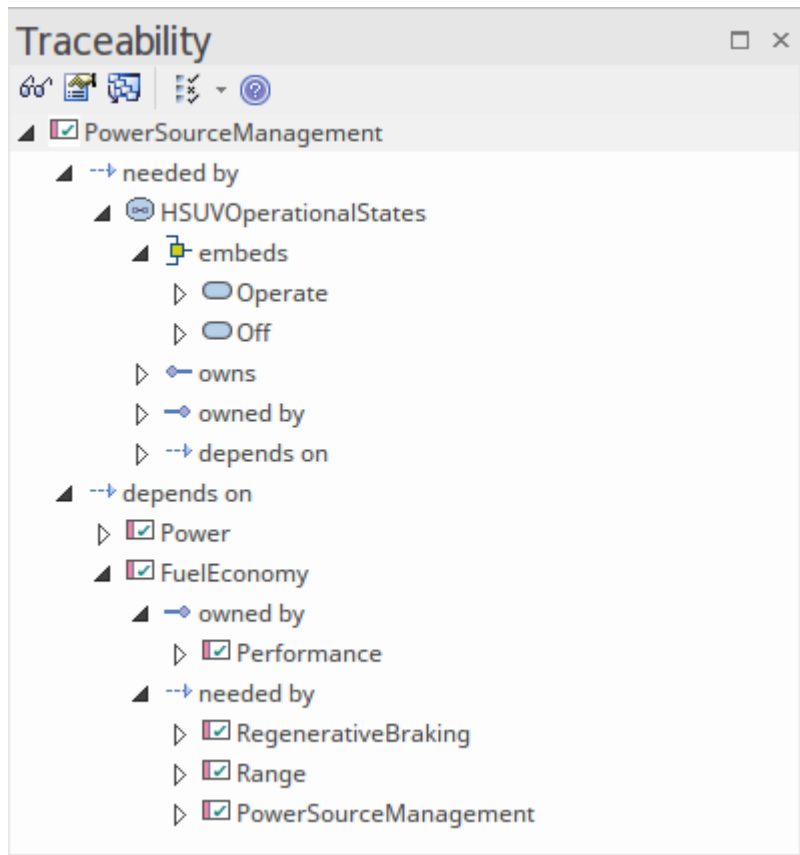 Traceability
PowerSourceManagement
needed by
HSUVOperationalStates
embeds
Operate
Off
owns
owned by
depends on
depends on
Power
FuelEconomy
owned by
Performance
needed by
RegenerativeBraking
Range
PowerSourceManagement